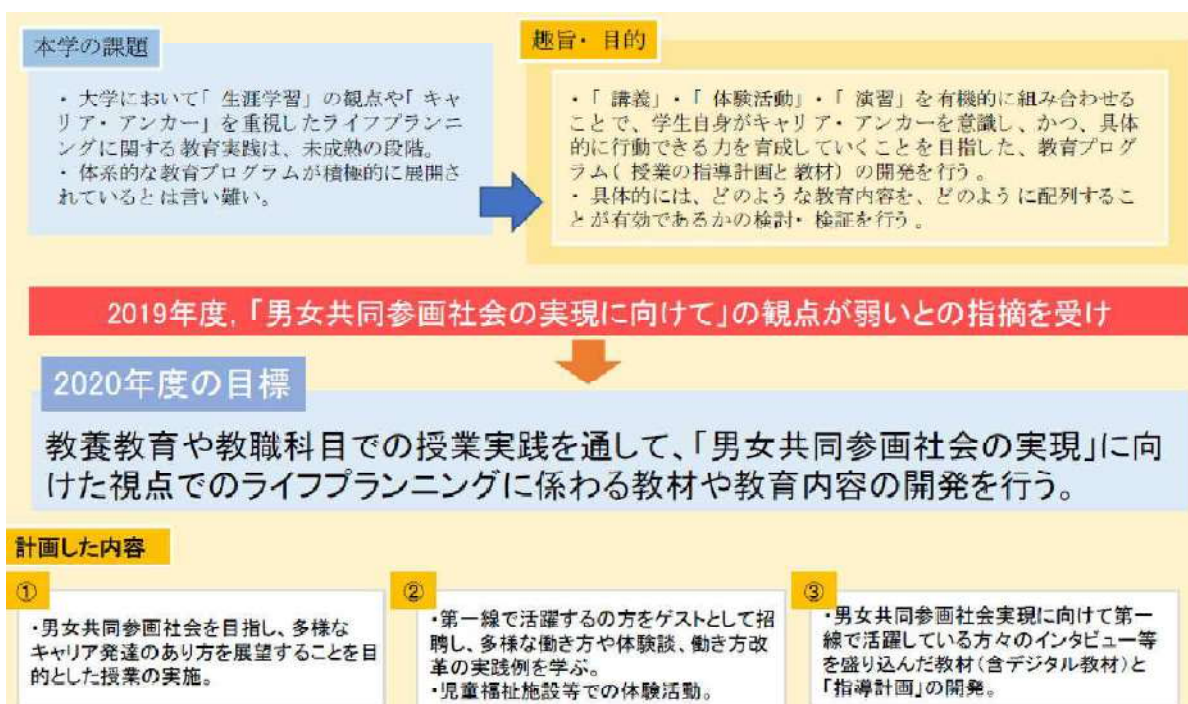 本学の課題
・大学において「生涯学習」の観点や「キャ
リア・アンカー」を重視したライフプランニ
ングに関する教育実践は、未成熟の段階。
・体系的な教育プログラムが積極的に展開さ
れているとは言い難い。
趣旨・目的
・「講義」・「体験活動」・「演習」を有機的に組み合わせる
ことで、学生自身がキャリア・アンカーを意識し、かつ、具体
的に行動できる力を育成していくことを目指した、教育プログ
ラム(授業の指導計画と教材)の開発を行う。
・具体的には、どのような教育内容を、どのように配列するこ
とが有効であるかの検討・検証を行う。
2019年度,「男女共同参画社会の実現に向けて」の観点が弱いとの指摘を受け
2020年度の目標
教養教育や教職科目での授業実践を通して、「男女共同参画社会の実現」に向
けた視点でのライフプランニングに係わる教材や教育内容の開発を行う。
計画した内容
①
・男女共同参画社会を目指し、多様な
キャリア発達のあり方を展望することを目
的とした授業の実施。
②
・第一線で活躍するの方をゲストとして招
聘し、多様な働き方や体験談、働き方改
革の実践例を学ぶ。
・児童福祉施設等での体験活動。
③
・男女共同参画社会実現に向けて第一
線で活躍している方々のインタビュー等
を盛り込んだ教材(含デジタル教材)と
「指導計画」の開発。